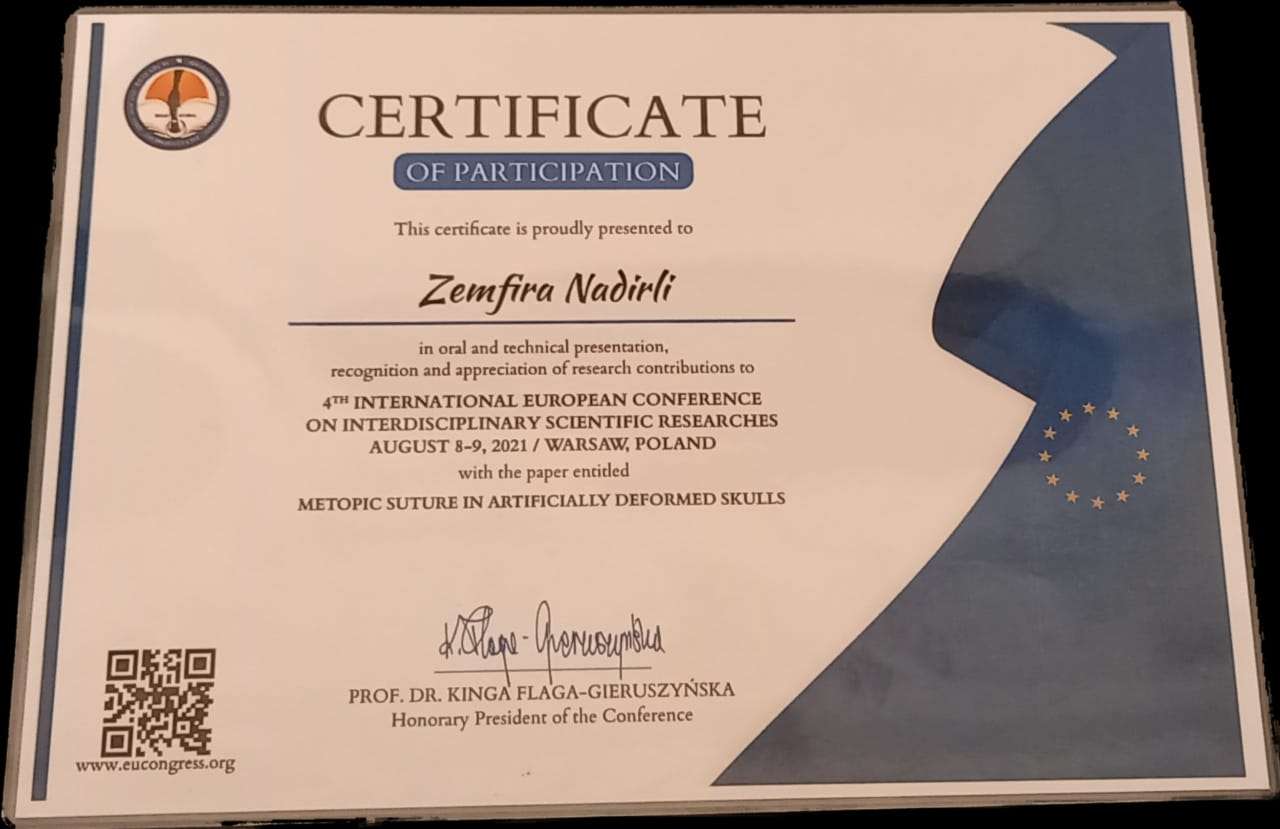 CERTIFICATE
OF PARTICIPATION
This certificate is proudly presented to
Zemfira Nadirli
in oral and technical presentation,
recognition and appreciation of research contributions to
4TH INTERNATIONAL EUROPEAN CONFERENCE
ON INTERDISCIPLINARY SCIENTIFIC RESEARCHES
AUGUST 8-9, 2021 / WARSAW, POLAND
with the paper entitled
METOPIC SUTURE IN ARTIFICIALLY DEFORMED SKULLS
K. Flaga-Gieruszyńska
PROF. DR. KINGA FLAGA-GIERUSZYŃSKA
Honorary President of the Conference
www.eucongress.org